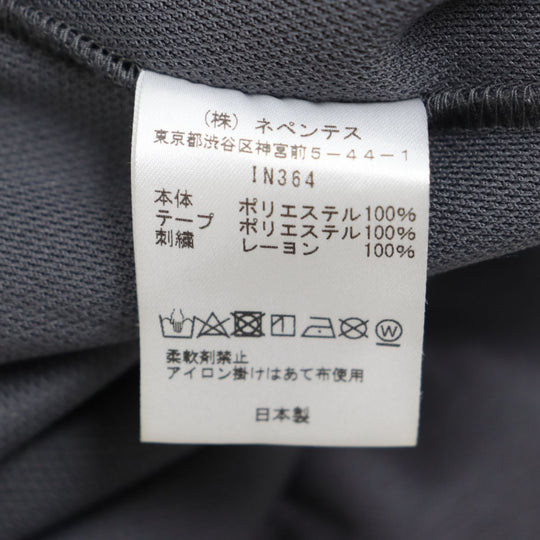 (株) ネペンテス
東京都渋谷区神宮前5-44-1
IN364
本体 ポリエステル100%
テープ ポリエステル100%
刺繍 レーヨン 100%
W
柔軟剤禁止
アイロン掛けはあて布使用
日本製